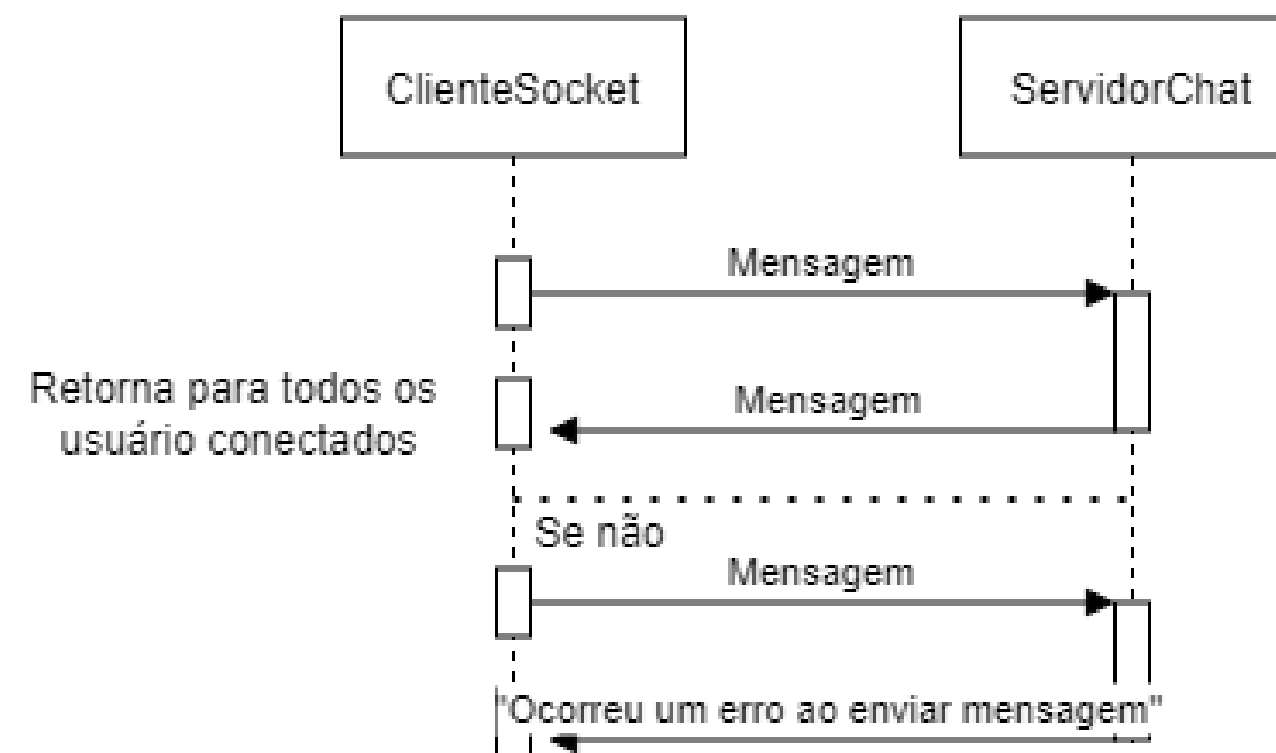 ClienteSocket
ServidorChat
Mensagem
Retorna para todos os
usuário conectados
Mensagem
Se não
Mensagem
"Ocorreu um erro ao enviar mensagem"